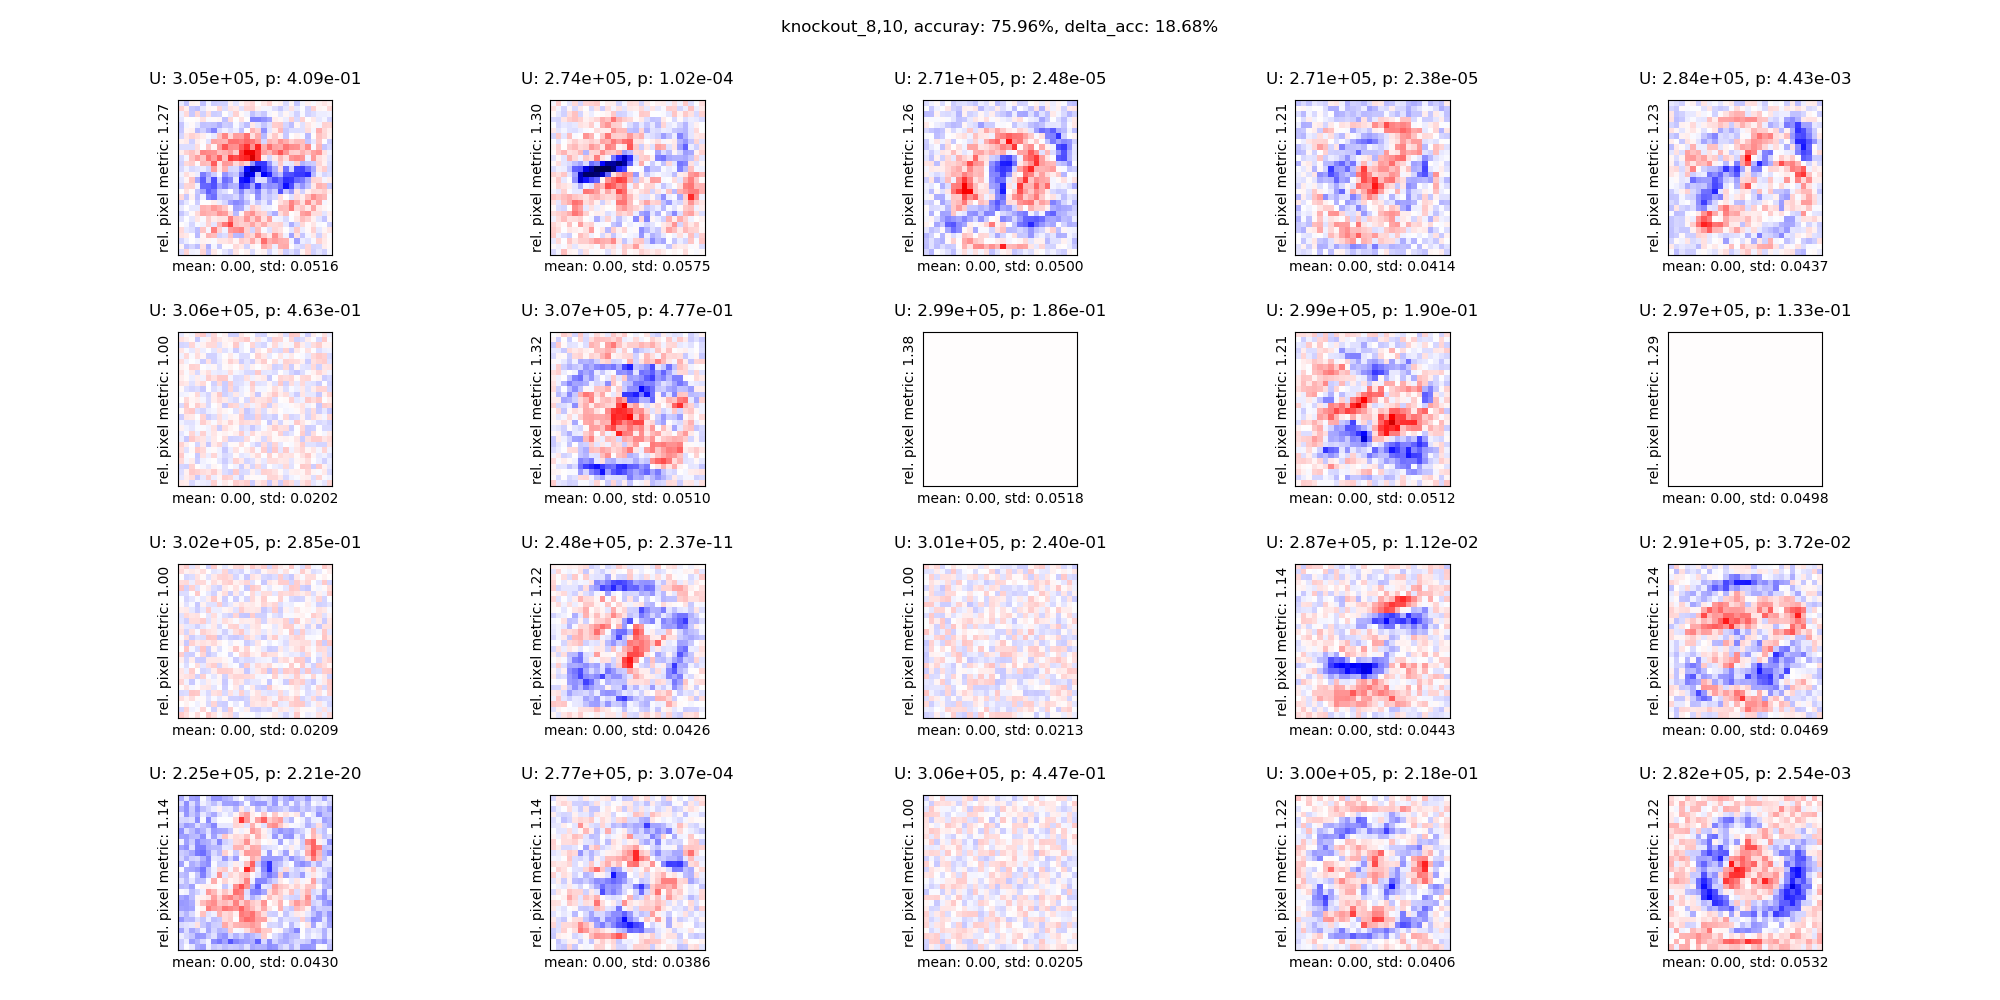 knockout_8,10, accuray: 75.96%, delta_acc: 18.68%
U: 3.05e+05, p: 4.09e-01
rel. pixel metric: 1.27
mean: 0.00, std: 0.0516
U: 2.74e+05, p: 1.02e-04
rel. pixel metric: 1.30
mean: 0.00, std: 0.0575
U: 2.71e+05, p: 2.48e-05
rel. pixel metric: 1.26
mean: 0.00, std: 0.0500
U: 2.71e+05, p: 2.38e-05
rel. pixel metric: 1.21
mean: 0.00, std: 0.0414
U: 2.84e+05, p: 4.43e-03
rel. pixel metric: 1.23
mean: 0.00, std: 0.0437
U: 3.06e+05, p: 4.63e-01
rel. pixel metric: 1.00
mean: 0.00, std: 0.0202
U: 3.07e+05, p: 4.77e-01
rel. pixel metric: 1.32
mean: 0.00, std: 0.0510
U: 2.99e+05, p: 1.86e-01
rel. pixel metric: 1.38
mean: 0.00, std: 0.0518
U: 2.99e+05, p: 1.90e-01
rel. pixel metric: 1.21
mean: 0.00, std: 0.0512
U: 2.97e+05, p: 1.33e-01
rel. pixel metric: 1.29
mean: 0.00, std: 0.0498
U: 3.02e+05, p: 2.85e-01
rel. pixel metric: 1.00
mean: 0.00, std: 0.0209
U: 2.48e+05, p: 2.37e-11
rel. pixel metric: 1.22
mean: 0.00, std: 0.0426
U: 3.01e+05, p: 2.40e-01
rel. pixel metric: 1.00
mean: 0.00, std: 0.0213
U: 2.87e+05, p: 1.12e-02
rel. pixel metric: 1.14
mean: 0.00, std: 0.0443
U: 2.91e+05, p: 3.72e-02
rel. pixel metric: 1.24
mean: 0.00, std: 0.0469
U: 2.25e+05, p: 2.21e-20
rel. pixel metric: 1.14
mean: 0.00, std: 0.0430
U: 2.77e+05, p: 3.07e-04
rel. pixel metric: 1.14
mean: 0.00, std: 0.0386
U: 3.06e+05, p: 4.47e-01
rel. pixel metric: 1.00
mean: 0.00, std: 0.0205
U: 3.00e+05, p: 2.18e-01
rel. pixel metric: 1.22
mean: 0.00, std: 0.0406
U: 2.82e+05, p: 2.54e-03
rel. pixel metric: 1.22
mean: 0.00, std: 0.0532